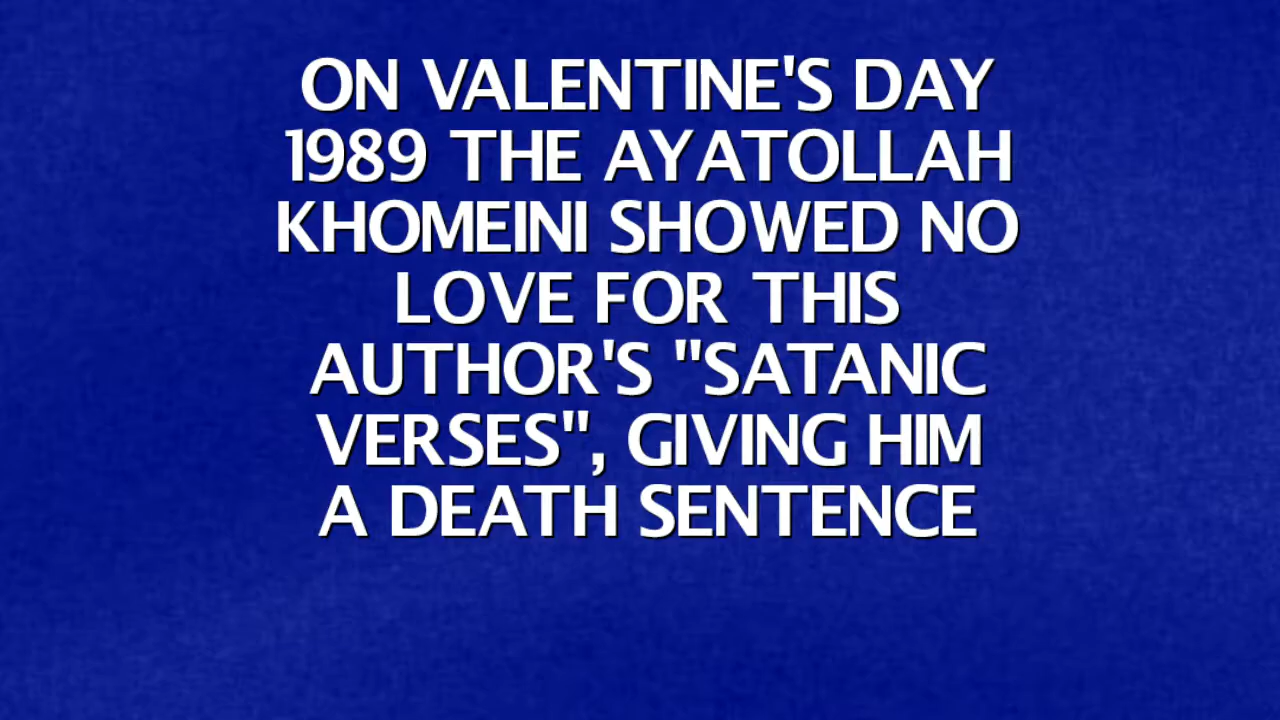 ON VALENTINE'S DAY
1989 THE AYATOLLAH
KHOMEINI SHOWED NO
LOVE FOR THIS
AUTHOR'S "SATANIC
VERSES", GIVING HIM
A DEATH SENTENCE